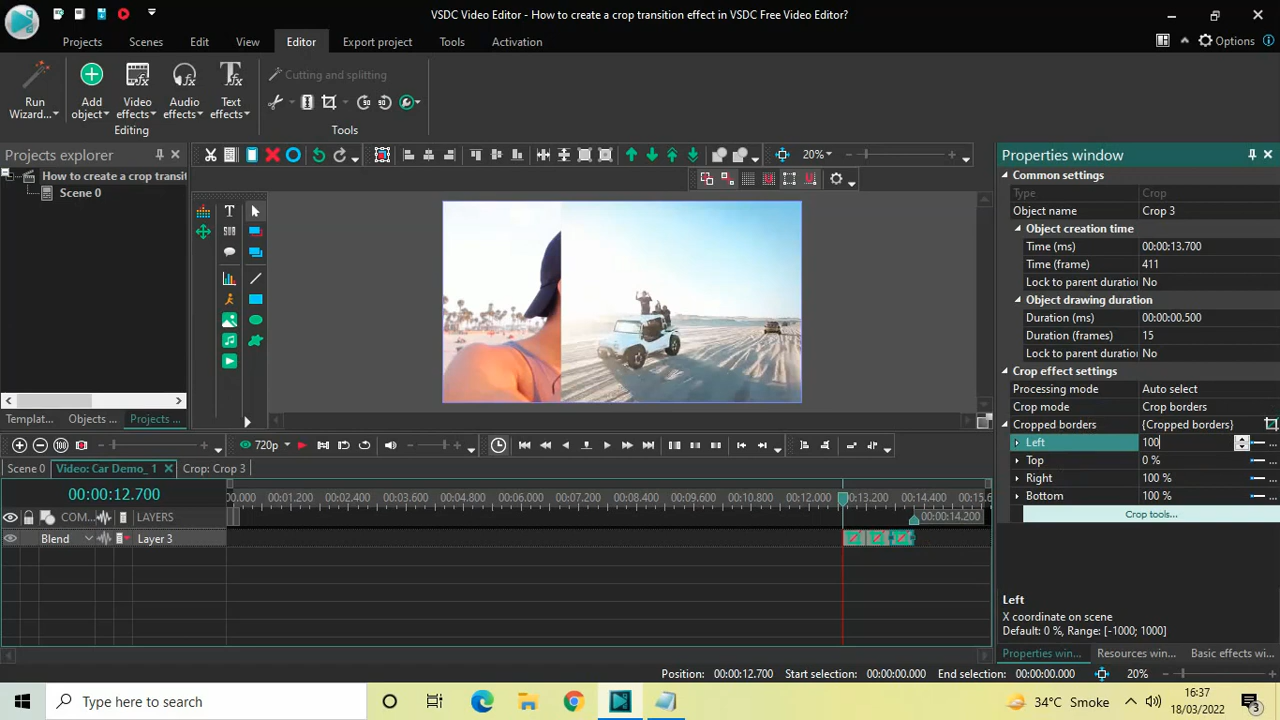 VSDC Video Editor - How to create a crop transition effect in VSDC Free Video Editor?
Projects Scenes Edit View Editor Export project Tools Activation Options
Cutting and splitting
Run Wizard... Add object Video effects Audio effects Text effects
Editing Tools
Projects explorer
How to create a crop transit
Scene 0
Templat... Objects ... Projects ...
20%
720p
Properties window
Common settings
Type Crop
Object name Crop 3
Object creation time
Time (ms) 00:00:13.700
Time (frame) 411
Lock to parent duration No
Object drawing duration
Duration (ms) 00:00:00.500
Duration (frames) 15
Lock to parent duration No
Crop effect settings
Processing mode Auto select
Crop mode Crop borders
Cropped borders {Cropped borders}
Left 100
Top 0 %
Right 100 %
Bottom 100 %
Crop tools...
Left
X coordinate on scene
Default: 0 %, Range: [-1000; 1000]
Properties win... Resources win... Basic effects wi...
Scene 0 Video: Car Demo_ 1 Crop: Crop 3
00:00:12.700
0.000 00:01.200 00:02.400 00:03.600 00:04.800 00:06.000 00:07.200 00:08.400 00:09.600 00:10.800 00:12.000 00:13.200 00:14.400 00:15.6
COM... LAYERS
00:00:14.200
Blend Layer 3
Position: 00:00:12.700 Start selection: 00:00:00.000 End selection: 00:00:00.000 20%
Type here to search
34°C Smoke
16:37
18/03/2022
3